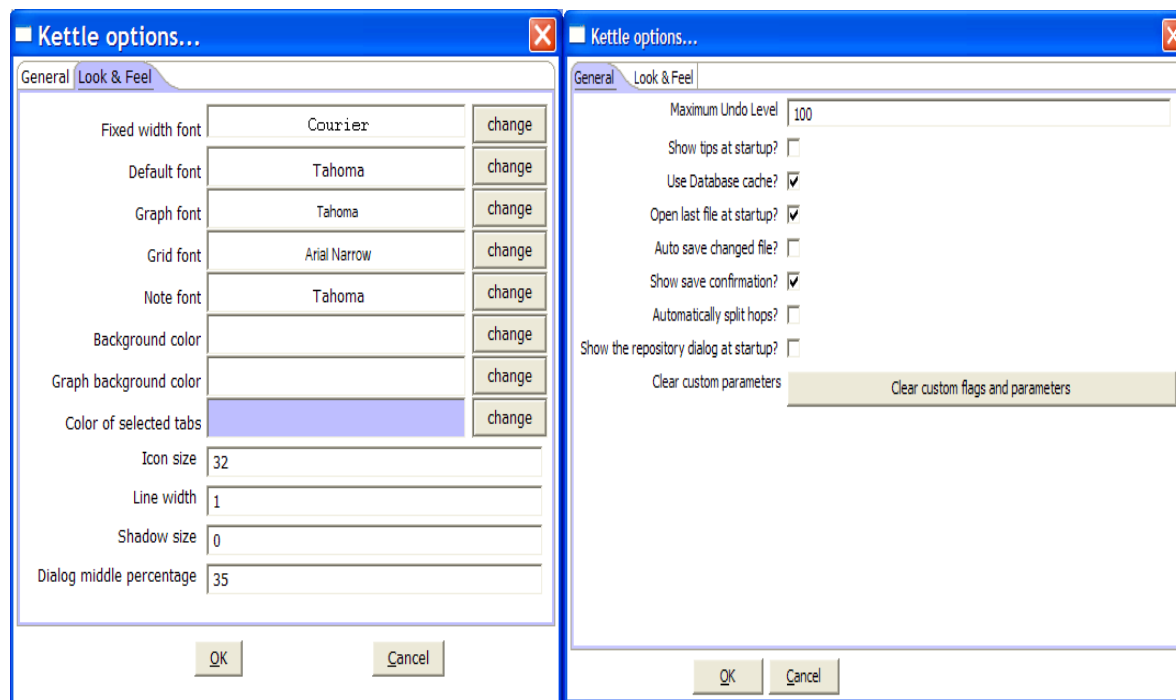 Kettle options...
General Look & Feel
Fixed width font Courier change
Default font Tahoma change
Graph font Tahoma change
Grid font Arial Narrow change
Note font Tahoma change
Background color change
Graph background color change
Color of selected tabs change
Icon size 32
Line width 1
Shadow size 0
Dialog middle percentage 35
OK Cancel
Kettle options...
General Look & Feel
Maximum Undo Level 100
Show tips at startup?
Use Database cache?
Open last file at startup?
Auto save changed file?
Show save confirmation?
Automatically split hops?
Show the repository dialog at startup?
Clear custom parameters Clear custom flags and parameters
OK Cancel